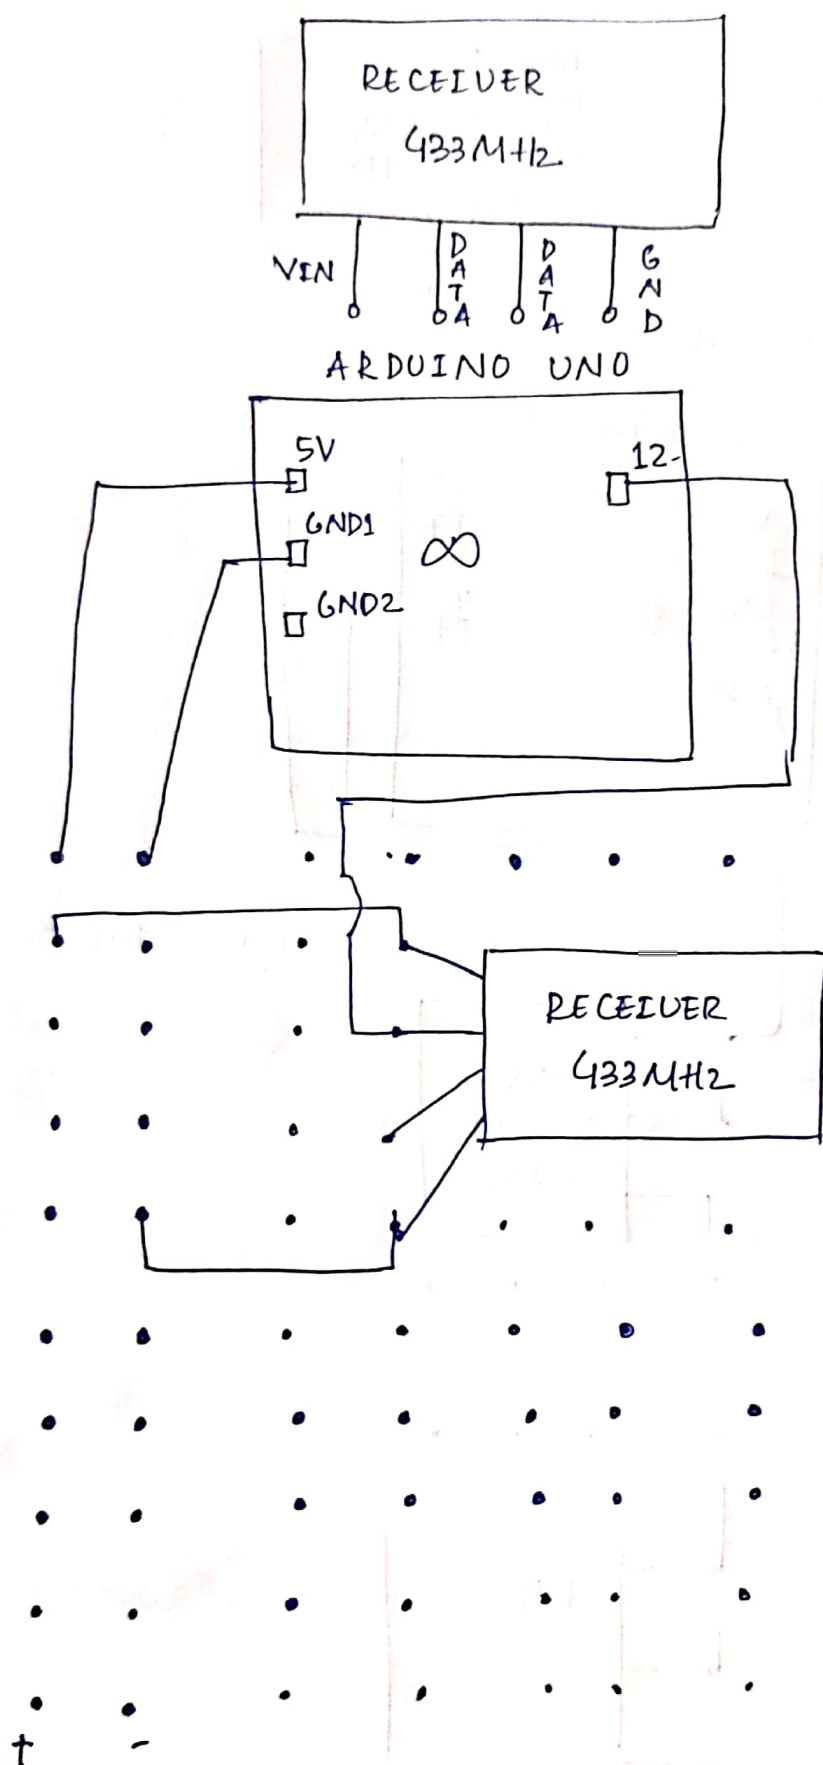 RECEIVER
433MHz
VIN DATA DATA GND
ARDUINO UNO
5V
12-
GND1
∞
GND2
RECEIVER
433MHz
+ -